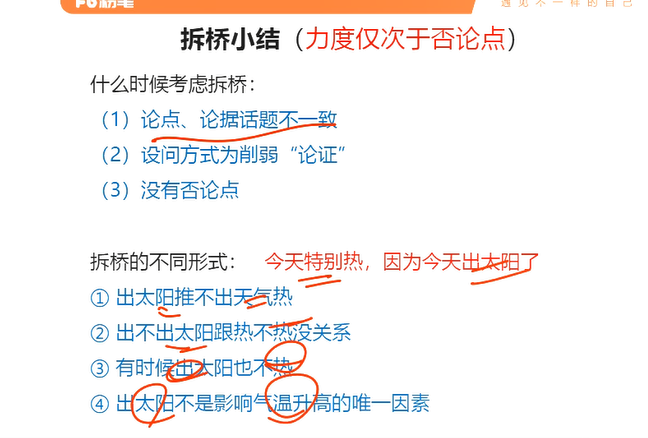 粉笔
遇见不一样的自己
拆桥小结（力度仅次于否论点）
什么时候考虑拆桥：
（1）论点、论据话题不一致
（2）设问方式为削弱“论证”
（3）没有否论点
拆桥的不同形式： 今天特别热，因为今天出太阳了
① 出太阳推不出天气热
② 出不出太阳跟热不热没关系
③ 有时候出太阳也不热
④ 出太阳不是影响气温升高的唯一因素